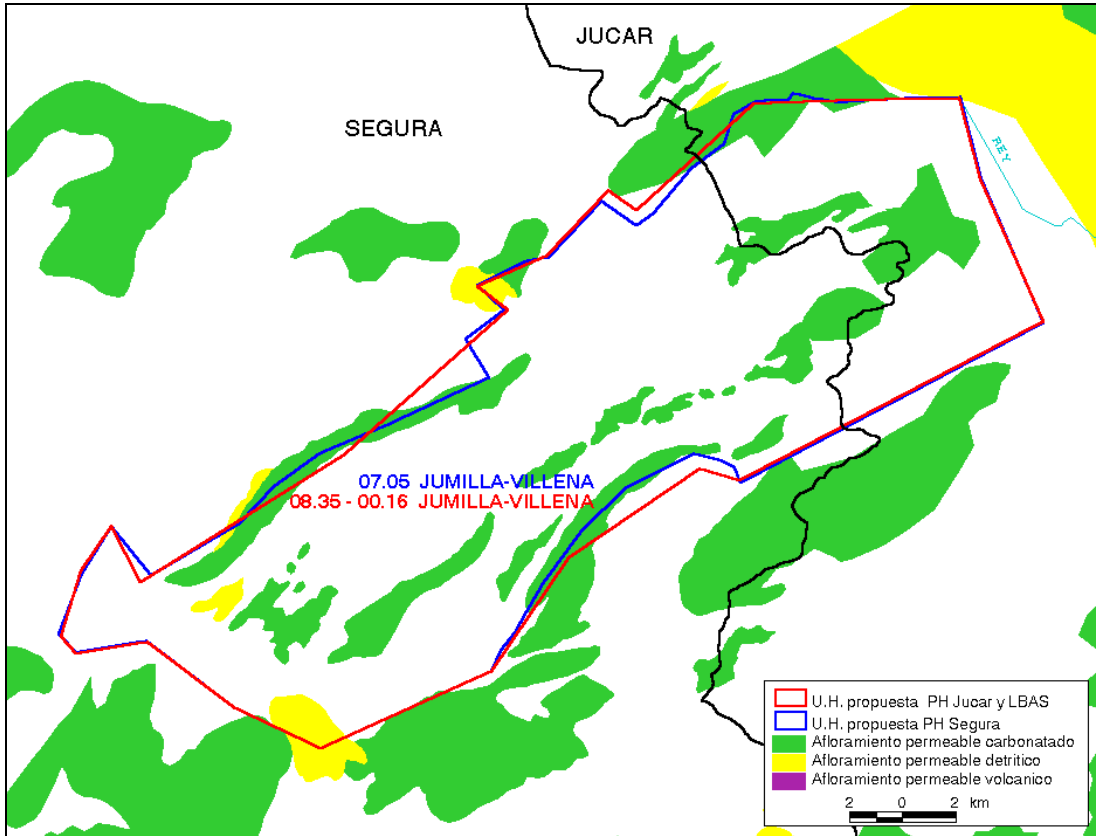 JUCAR
SEGURA
REY
07.05 JUMILLA-VILLENA
08.35 - 00.16 JUMILLA-VILLENA
U.H. propuesta PH Jucar y LBAS
U.H. propuesta PH Segura
Afloramiento permeable carbonatado
Afloramiento permeable detritico
Afloramiento permeable volcanico
2 0 2 km